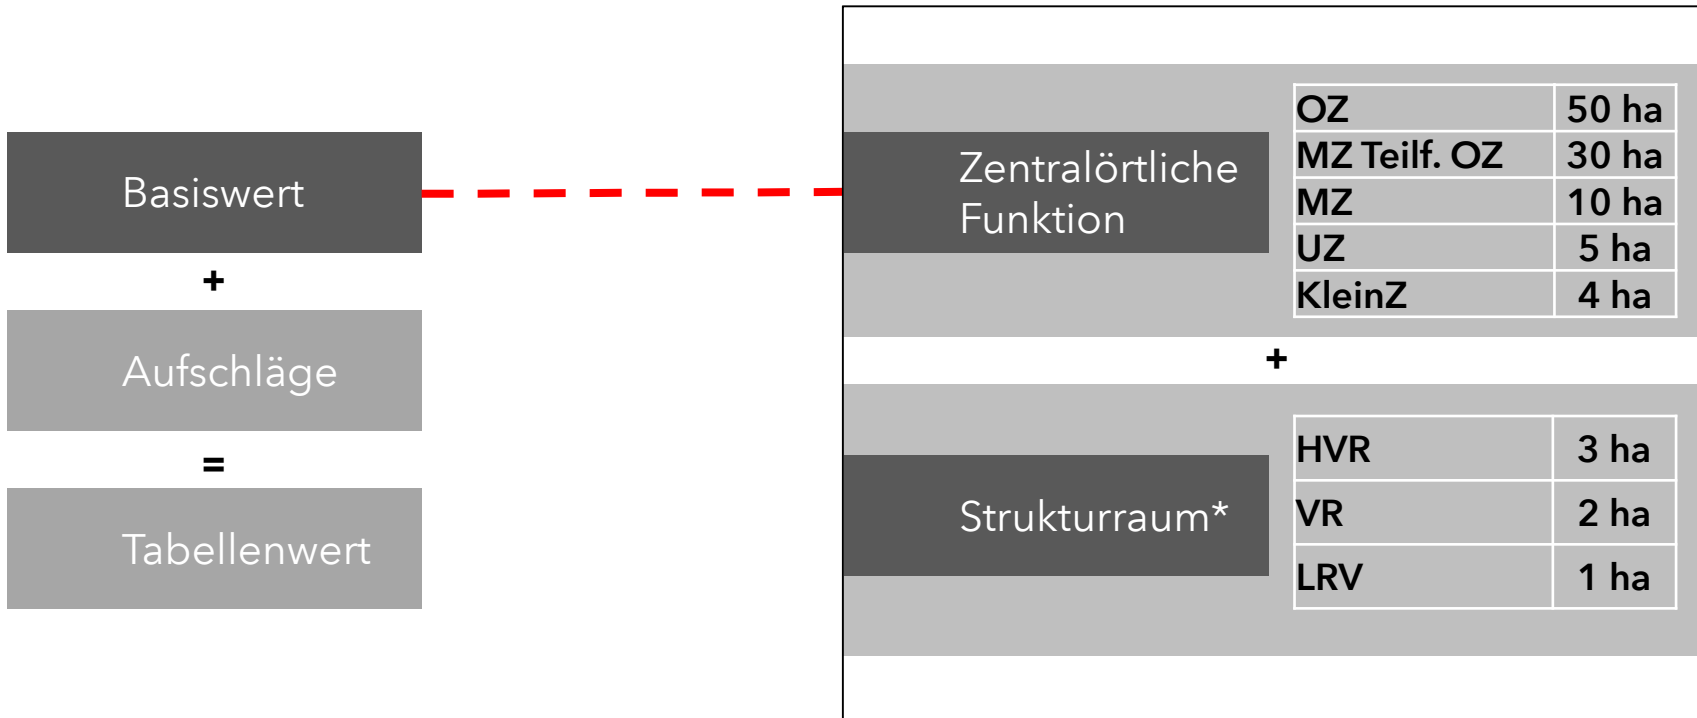 Basiswert
+
Aufschläge
=
Tabellenwert
Zentralörtliche
Funktion
OZ 50 ha
MZ Teilf. OZ 30 ha
MZ 10 ha
UZ 5 ha
KleinZ 4 ha
+
Strukturraum*
HVR 3 ha
VR 2 ha
LRV 1 ha